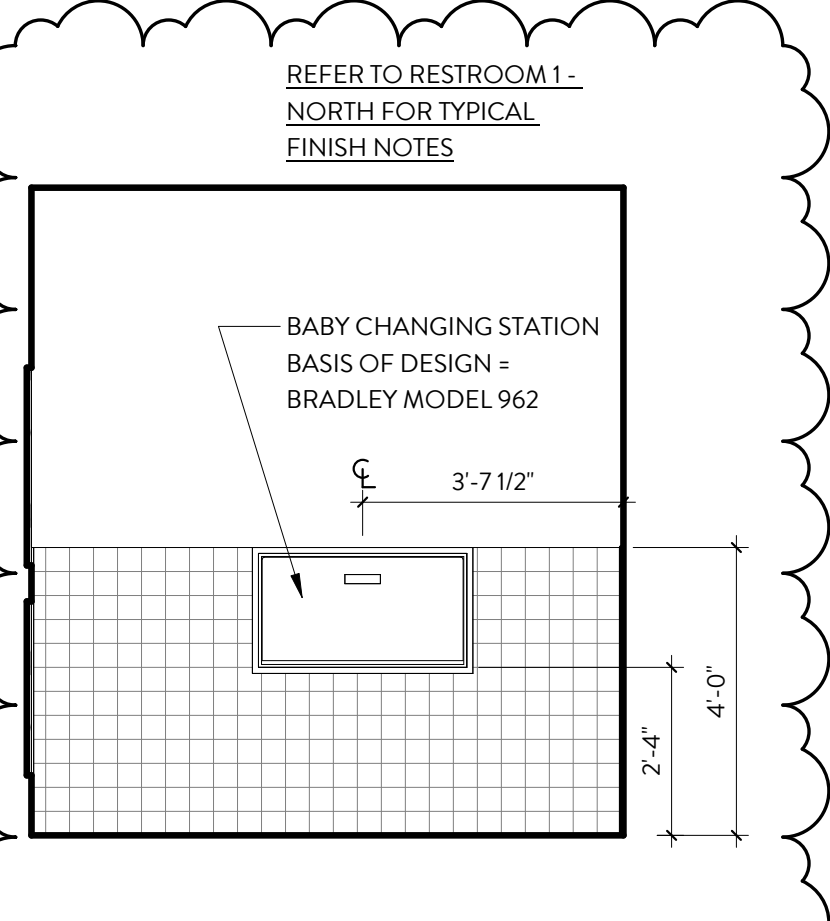 REFER TO RESTROOM 1 -
NORTH FOR TYPICAL
FINISH NOTES
BABY CHANGING STATION
BASIS OF DESIGN =
BRADLEY MODEL 962
CL
3'-7 1/2"
2'-4"
4'-0"